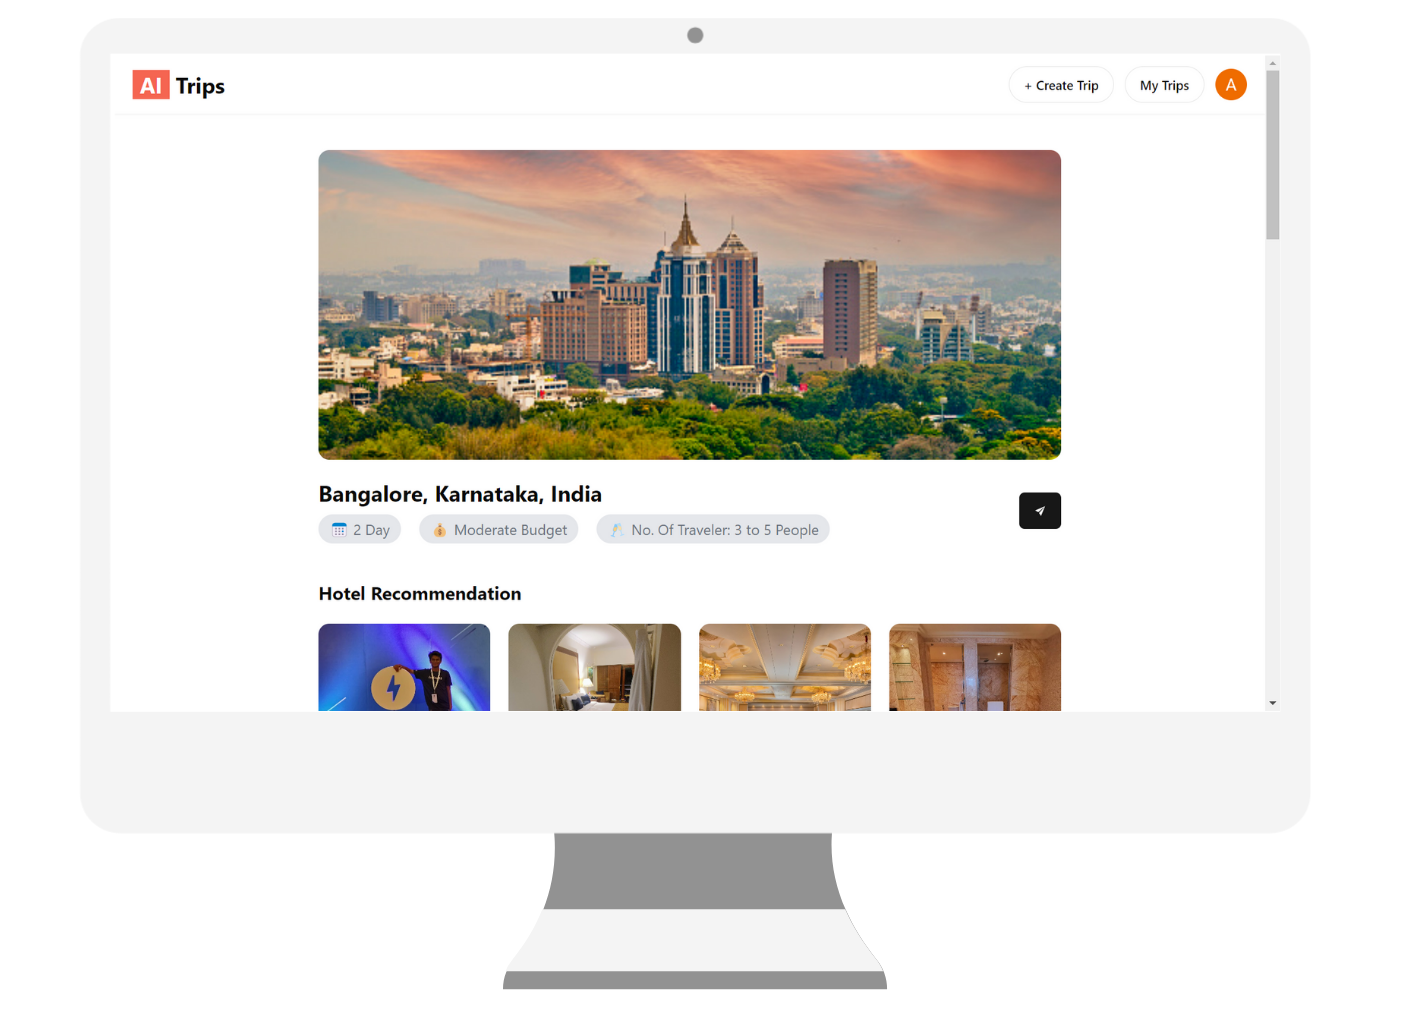 AI Trips
+ Create Trip
My Trips
A
Bangalore, Karnataka, India
2 Day
Moderate Budget
No. Of Traveler: 3 to 5 People
Hotel Recommendation